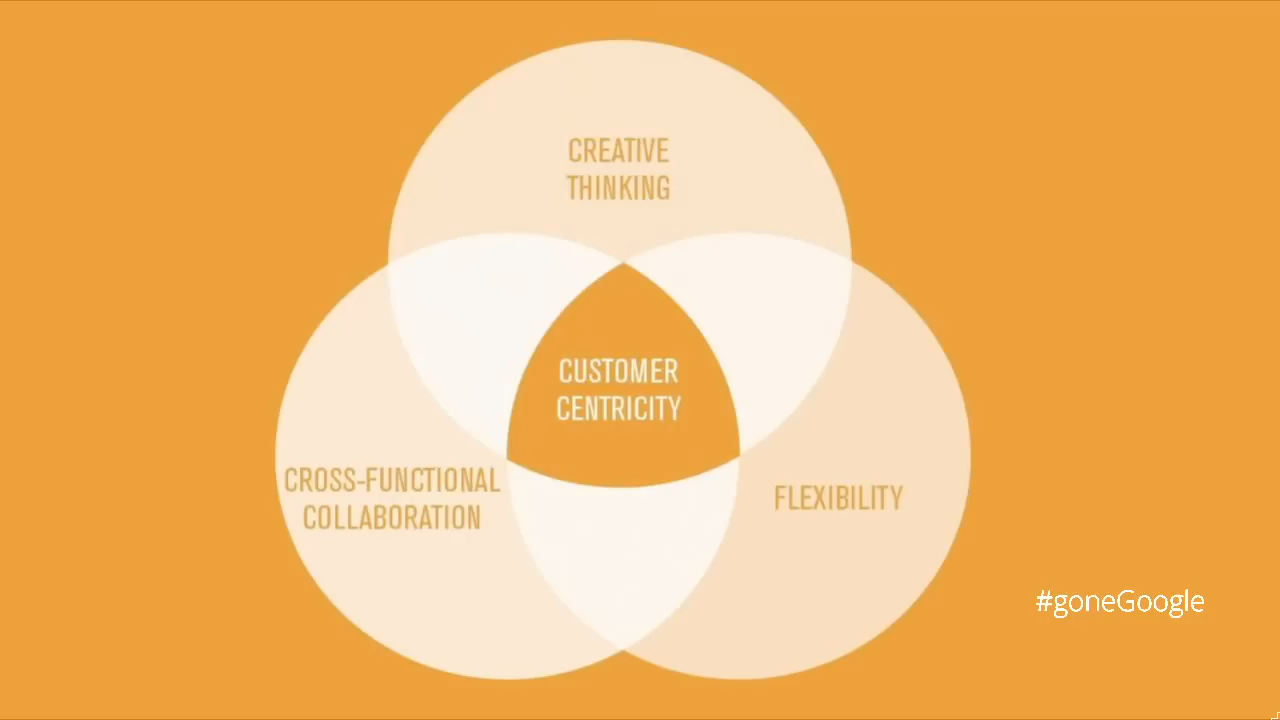 CREATIVE
THINKING
CUSTOMER
CENTRICITY
CROSS-FUNCTIONAL
COLLABORATION
FLEXIBILITY
#goneGoogle